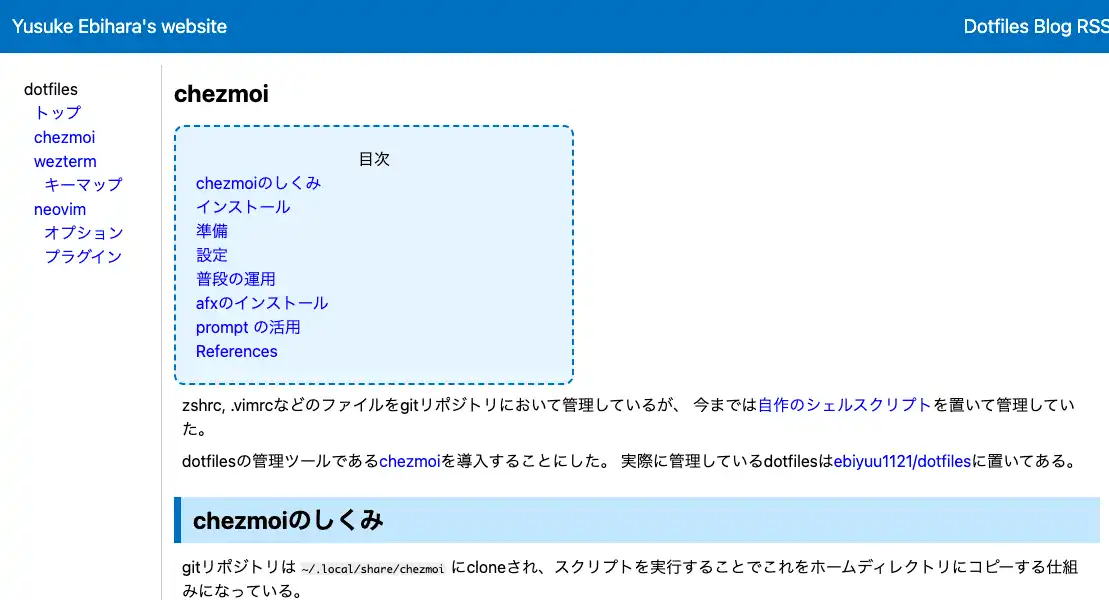 Yusuke Ebihara's website
Dotfiles Blog RSS
dotfiles
トップ
chezmoi
wezterm
キーマップ
neovim
オプション
プラグイン
chezmoi
目次
chezmoiのしくみ
インストール
準備
設定
普段の運用
afxのインストール
prompt の活用
References
zshrc, .vimrcなどのファイルをgitリポジトリにおいて管理しているが、 今までは自作のシェルスクリプトを置いて管理してい
た。
dotfilesの管理ツールであるchezmoiを導入することにした。 実際に管理しているdotfilesはebiyuu1121/dotfilesに置いてある。
chezmoiのしくみ
gitリポジトリは ~/.local/share/chezmoi にcloneされ、スクリプトを実行することでこれをホームディレクトリにコピーする仕組
みになっている。